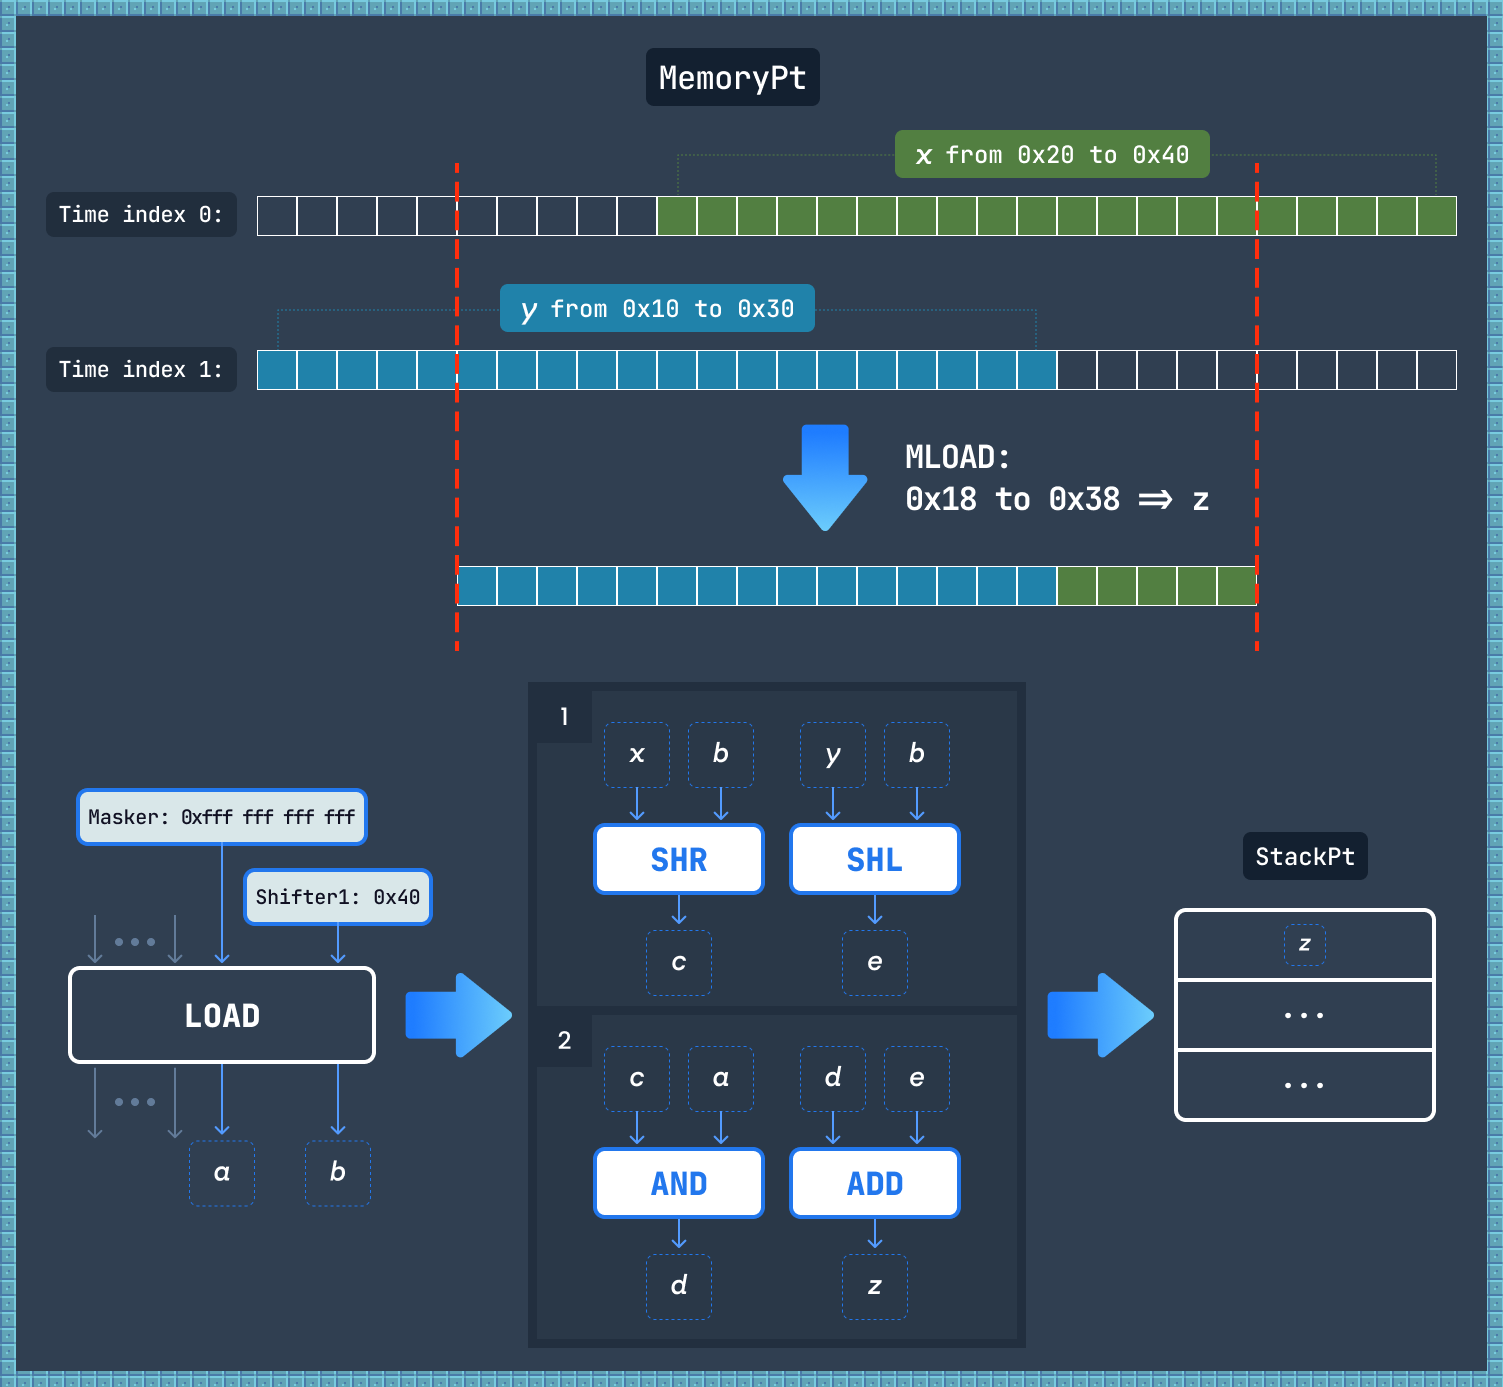 MemoryPt
x from 0x20 to 0x40
Time index 0:
y from 0x10 to 0x30
Time index 1:
MLOAD:
0x18 to 0x38 => z
1
x b y b
SHR SHL
c e
Masker: 0xfff fff fff fff
Shifter1: 0x40
•••
LOAD
•••
a b
2
c a d e
AND ADD
d z
StackPt
z
...
...